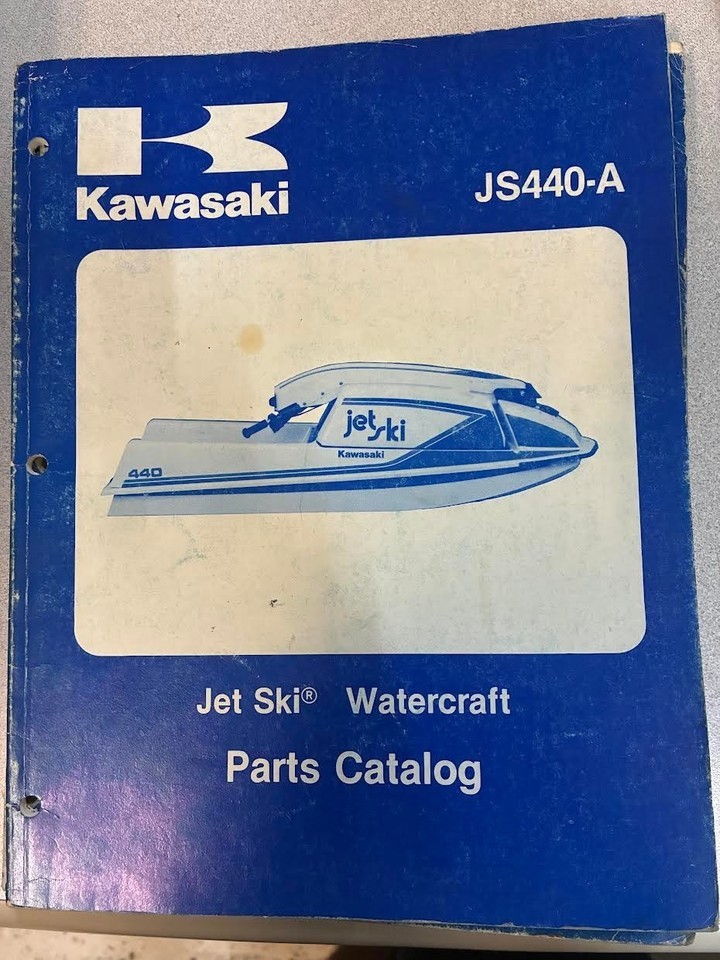 Kawasaki
JS440-A
jet
ski
Kawasaki
440
Jet Ski® Watercraft
Parts Catalog